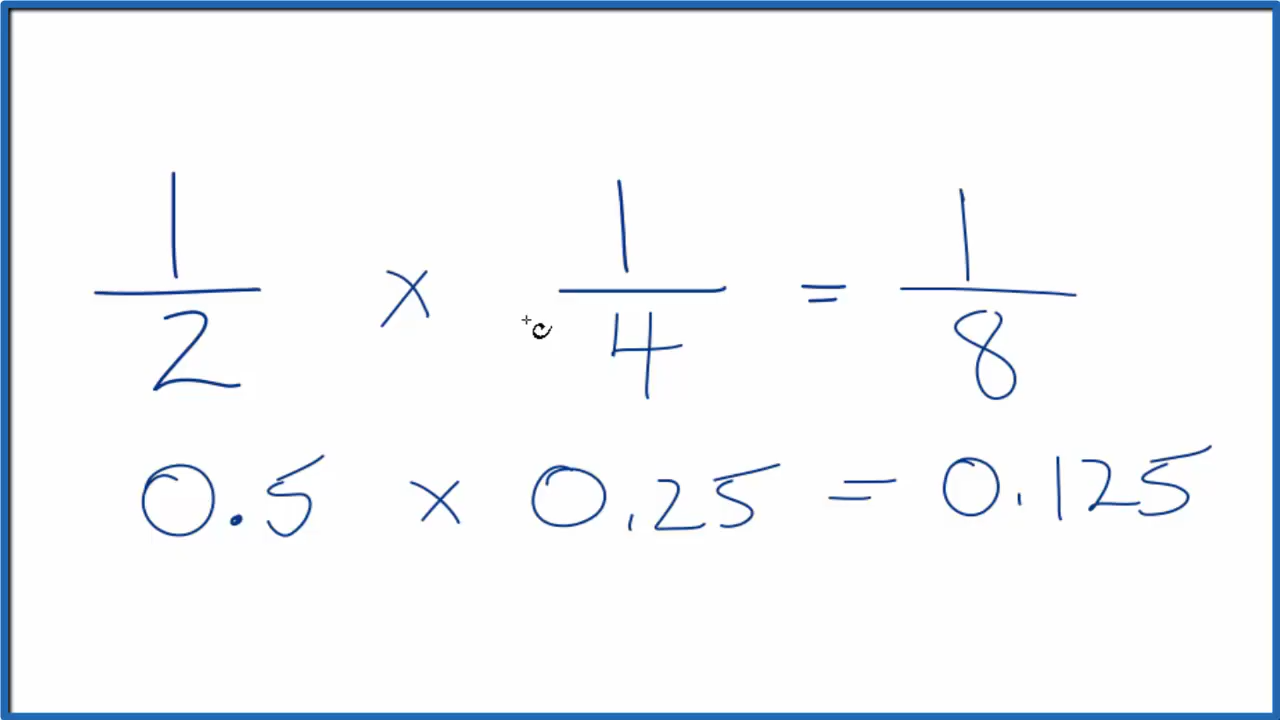 1/2 x 1/4 = 1/8
0.5 x 0.25 = 0.125